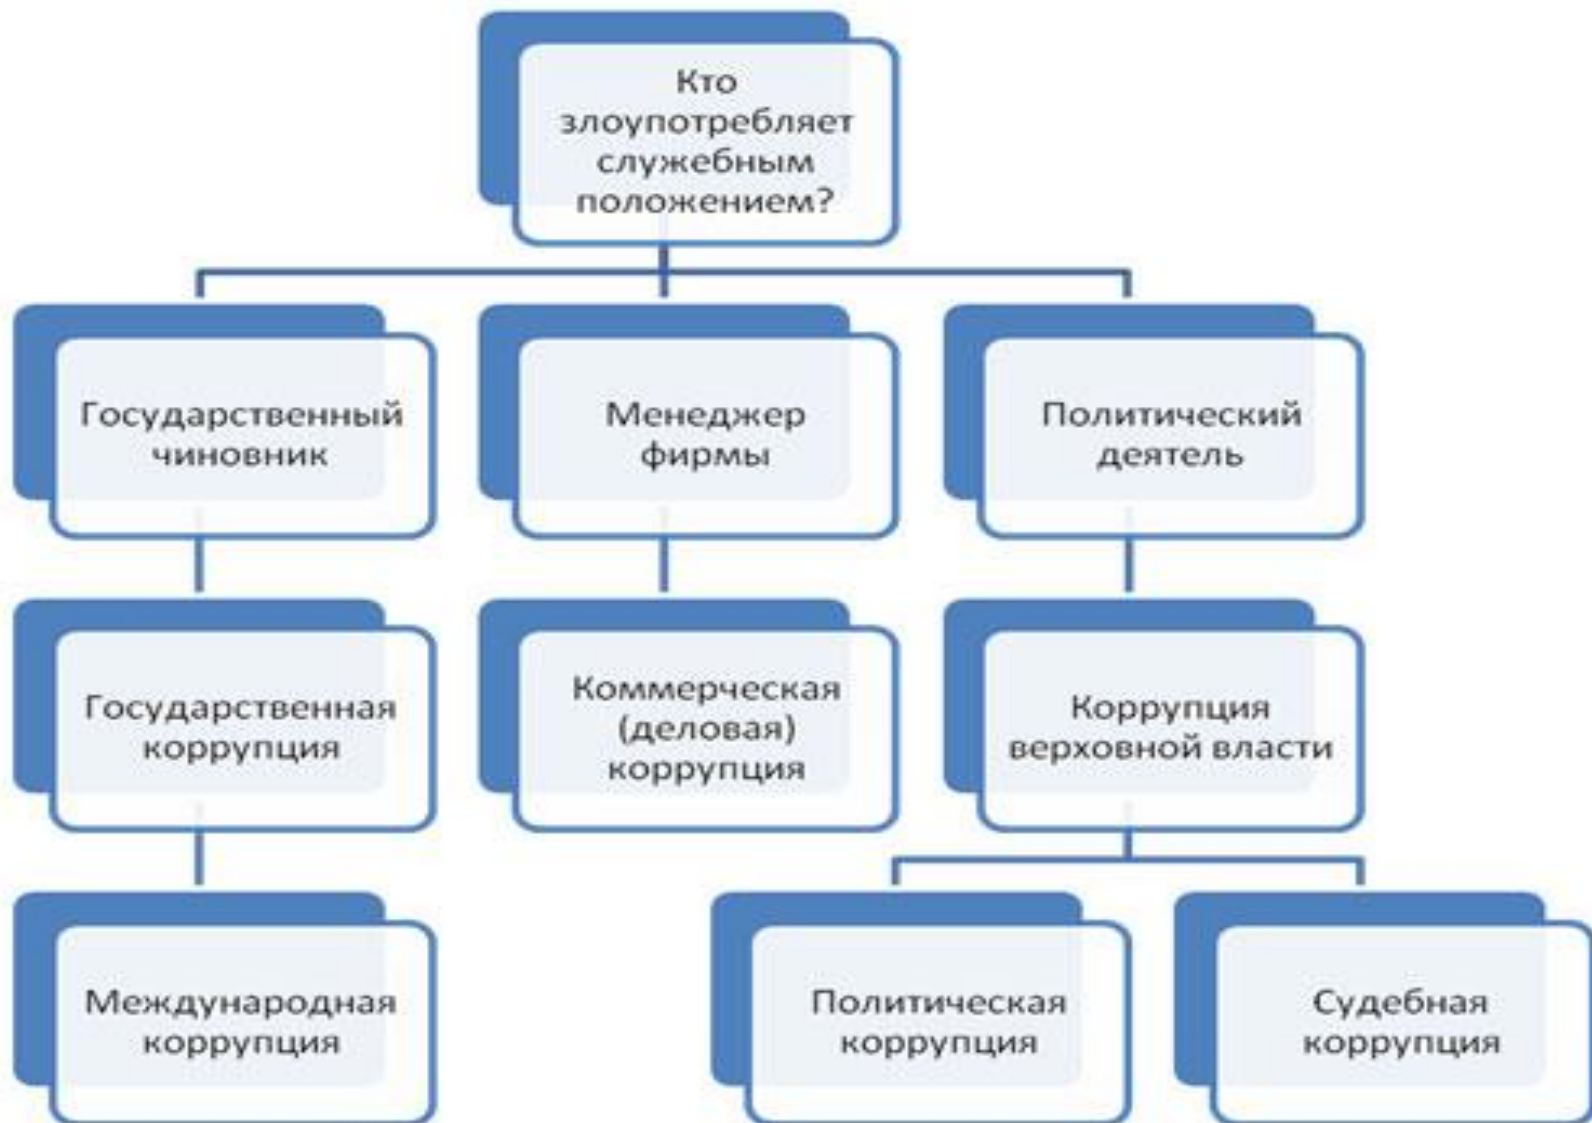 Кто
злоупотребляет
служебным
положением?
Государственный
чиновник
Менеджер
фирмы
Политический
деятель
Государственная
коррупция
Коммерческая
(деловая)
коррупция
Коррупция
верховной власти
Международная
коррупция
Политическая
коррупция
Судебная
коррупция